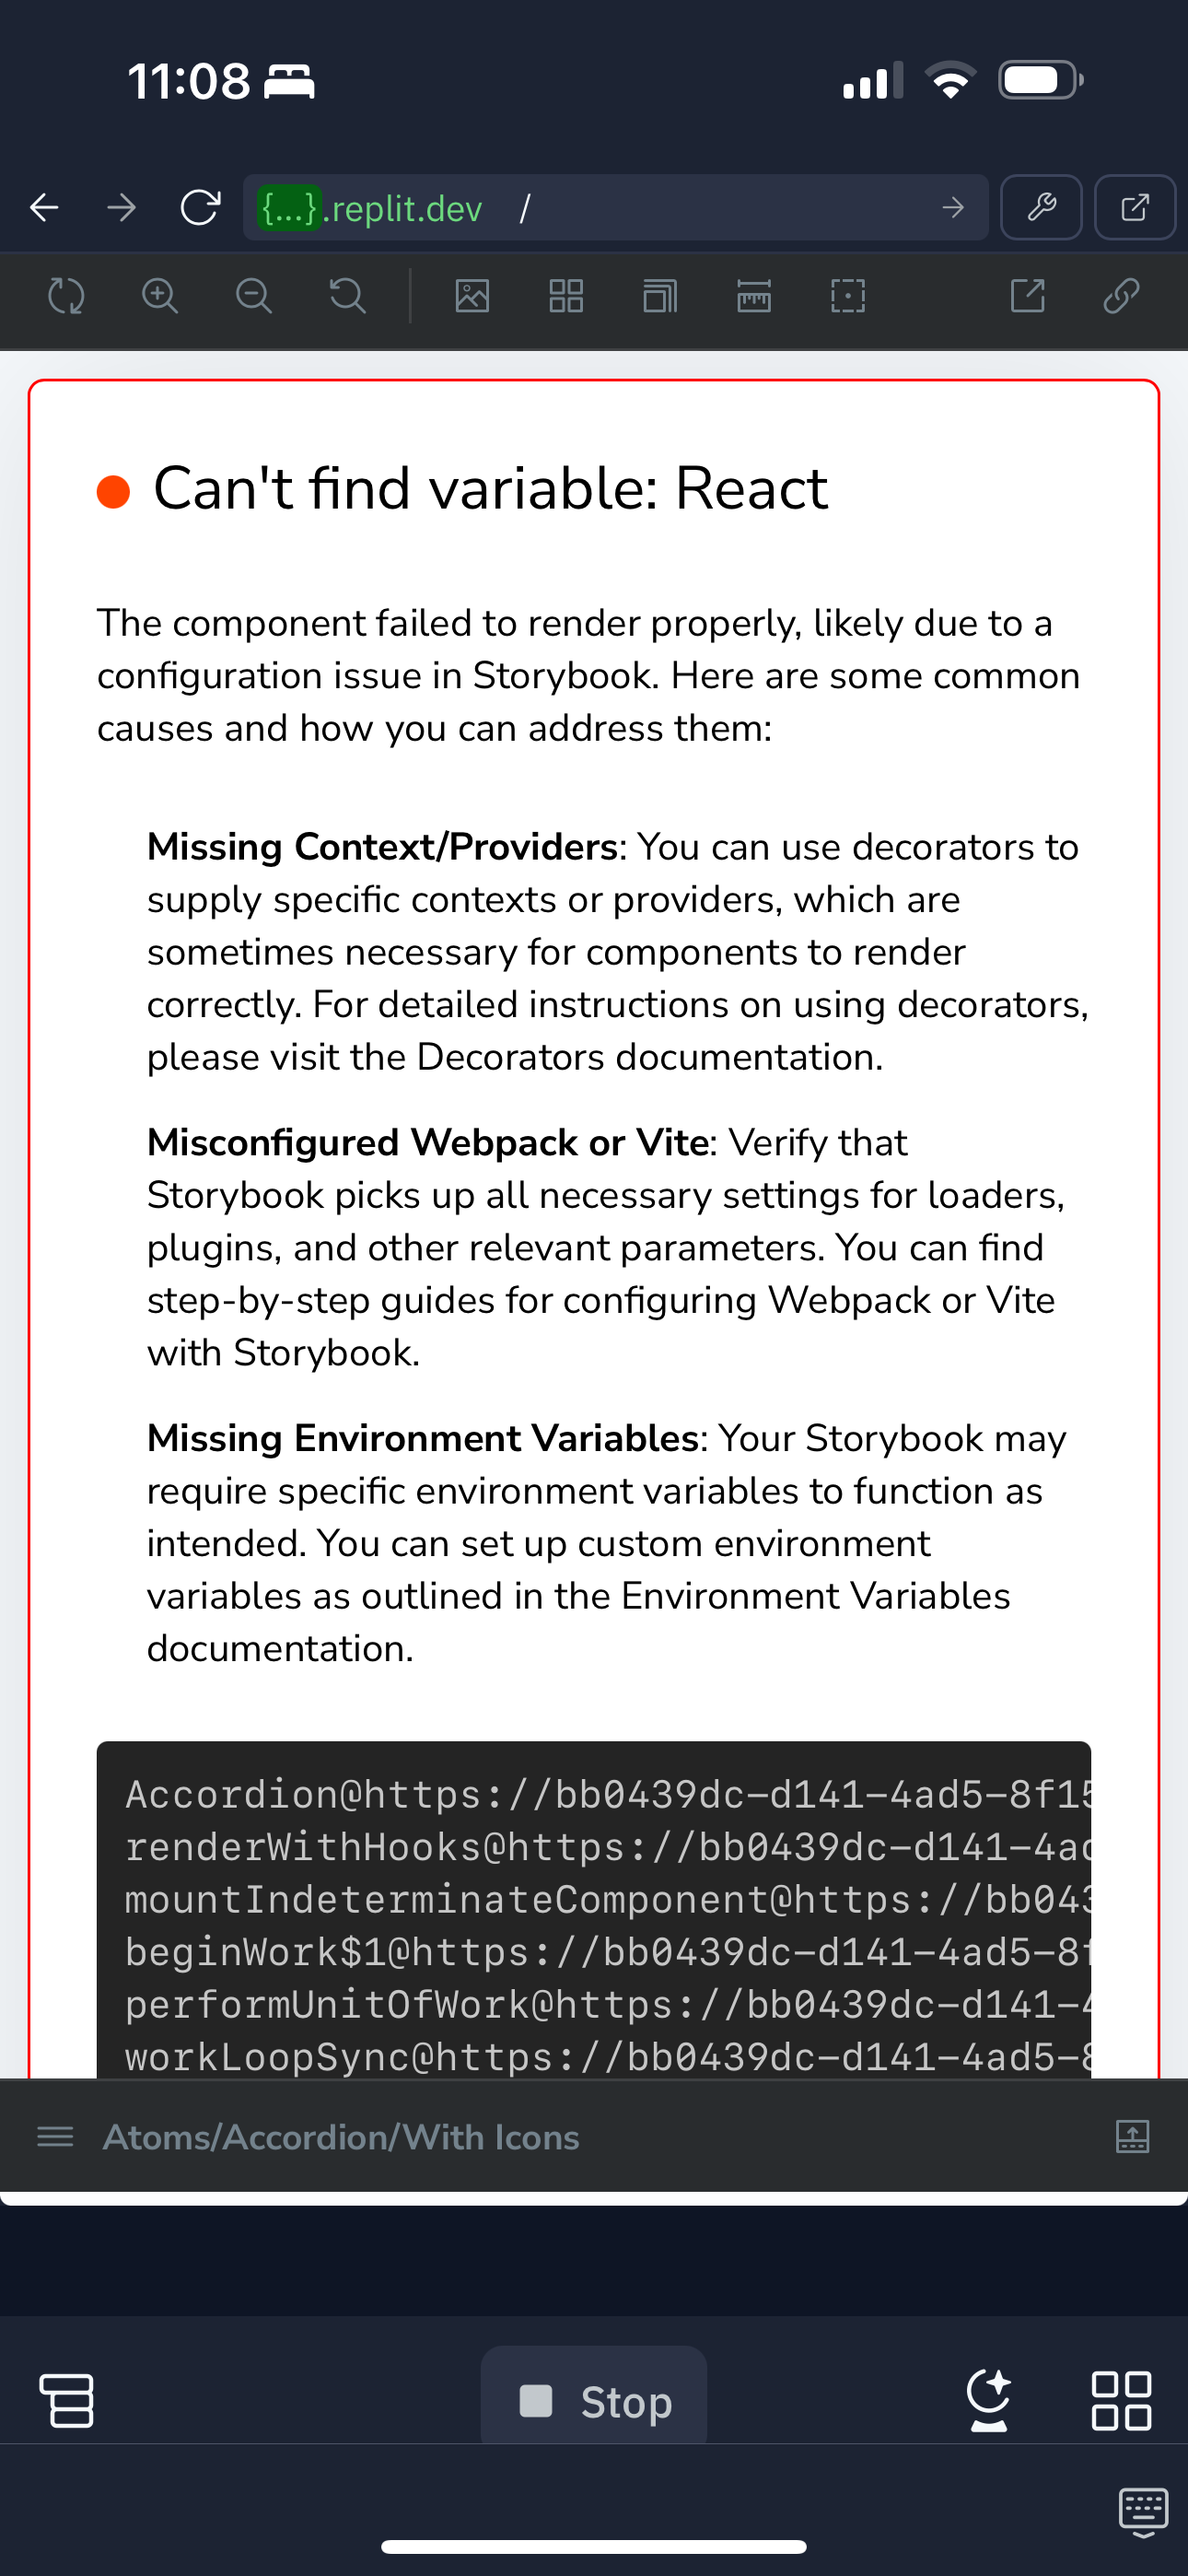 11:08
{...}.replit.dev /
Can't find variable: React
The component failed to render properly, likely due to a
configuration issue in Storybook. Here are some common
causes and how you can address them:
Missing Context/Providers: You can use decorators to
supply specific contexts or providers, which are
sometimes necessary for components to render
correctly. For detailed instructions on using decorators,
please visit the Decorators documentation.
Misconfigured Webpack or Vite: Verify that
Storybook picks up all necessary settings for loaders,
plugins, and other relevant parameters. You can find
step-by-step guides for configuring Webpack or Vite
with Storybook.
Missing Environment Variables: Your Storybook may
require specific environment variables to function as
intended. You can set up custom environment
variables as outlined in the Environment Variables
documentation.
Accordion@https://bb0439dc-d141-4ad5-8f15
renderWithHooks@https://bb0439dc-d141-4ad
mountIndeterminateComponent@https://bb043
beginWork$1@https://bb0439dc-d141-4ad5-8f
performUnitOfWork@https://bb0439dc-d141-4
workLoopSync@https://bb0439dc-d141-4ad5-8
Atoms/Accordion/With Icons
Stop